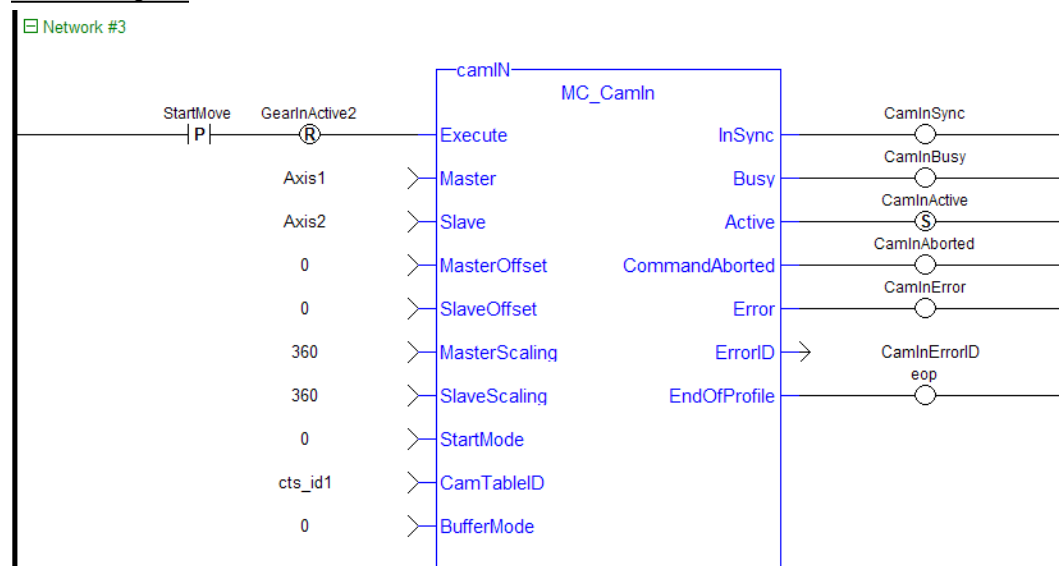 Network #3
camIN
MC_CamIn
StartMove GearInActive2 CamInSync
P R Execute InSync
CamInBusy
Axis1 Master Busy
CamInActive
Axis2 Slave Active S
CamInAborted
0 MasterOffset CommandAborted
CamInError
0 SlaveOffset Error
360 MasterScaling ErrorID CamInErrorID
eop
360 SlaveScaling EndOfProfile
0 StartMode
cts_id1 CamTableID
0 BufferMode